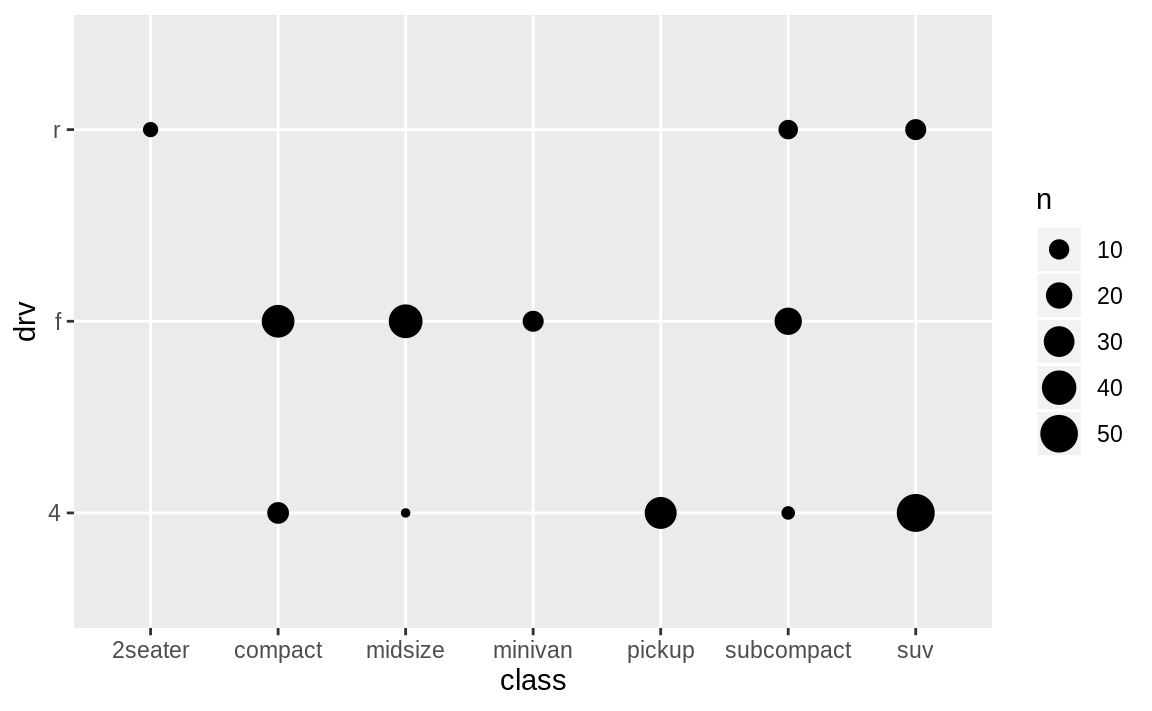 r
f
4
drv
2seater compact midsize minivan pickup subcompact suv
class
n
10
20
30
40
50